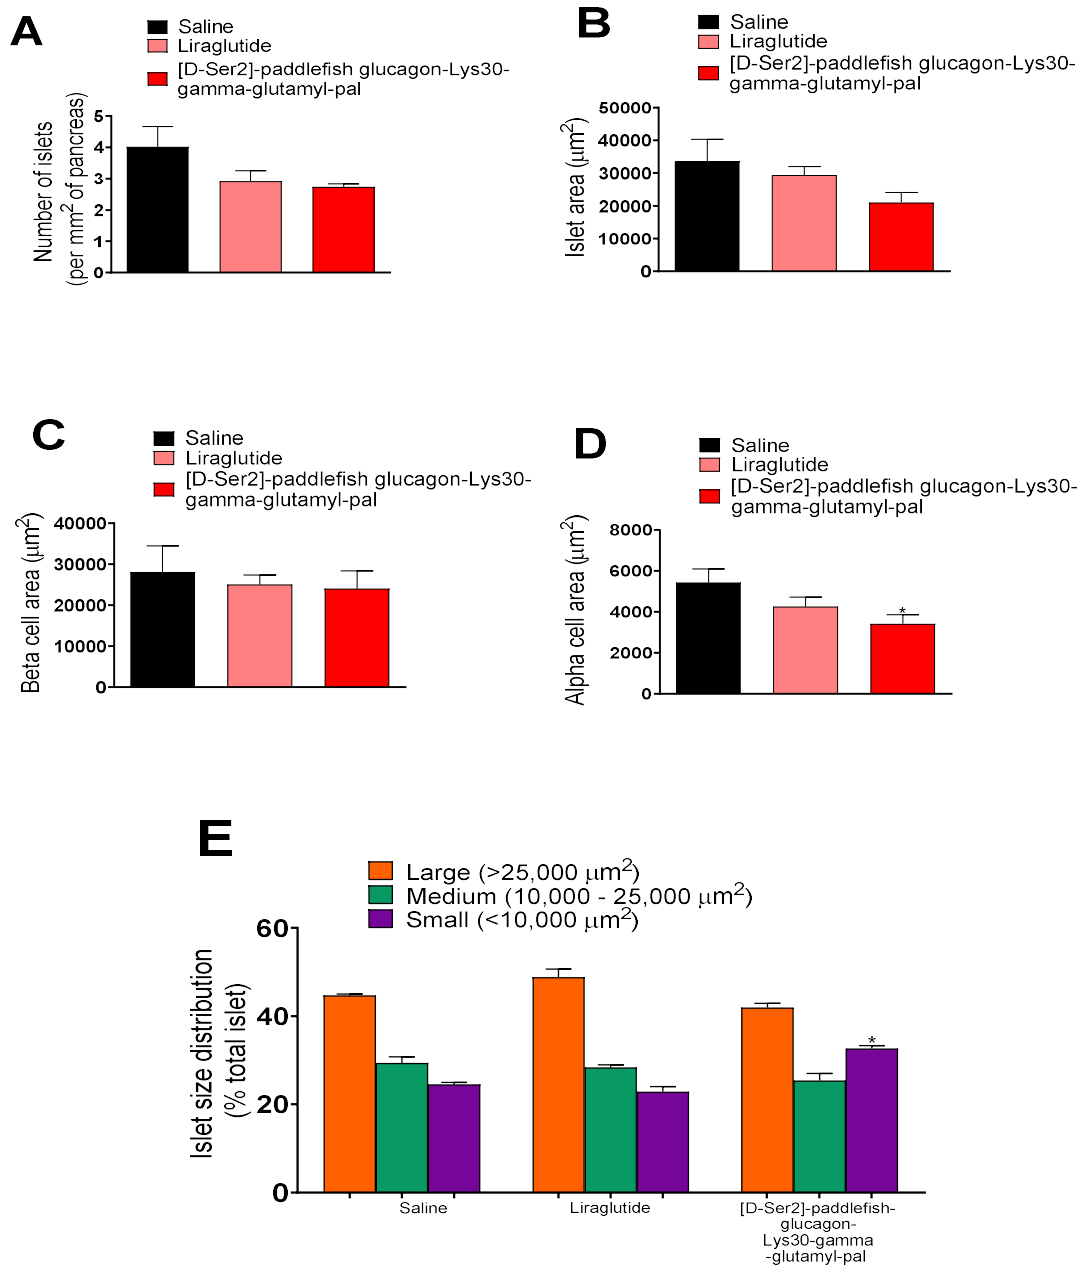 A
Saline
Liraglutide
[D-Ser2]-paddlefish glucagon-Lys30-
gamma-glutamyl-pal
Number of islets
(per mm2 of pancreas)
5
4
3
2
1
0
B
Saline
Liraglutide
[D-Ser2]-paddlefish glucagon-Lys30-
gamma-glutamyl-pal
Islet area (μm2)
50000
40000
30000
20000
10000
0
C
Saline
Liraglutide
[D-Ser2]-paddlefish glucagon-Lys30-
gamma-glutamyl-pal
Beta cell area (μm2)
40000
30000
20000
10000
0
D
Saline
Liraglutide
[D-Ser2]-paddlefish glucagon-Lys30-
gamma-glutamyl-pal
Alpha cell area (μm2)
8000
6000
4000
2000
0
*
E
Large (>25,000 μm2)
Medium (10,000 - 25,000 μm2)
Small (<10,000 μm2)
Islet size distribution
(% total islet)
60
40
20
0
*
Saline
Liraglutide
[D-Ser2]-paddlefish-
glucagon-
Lys30-gamma
-glutamyl-pal